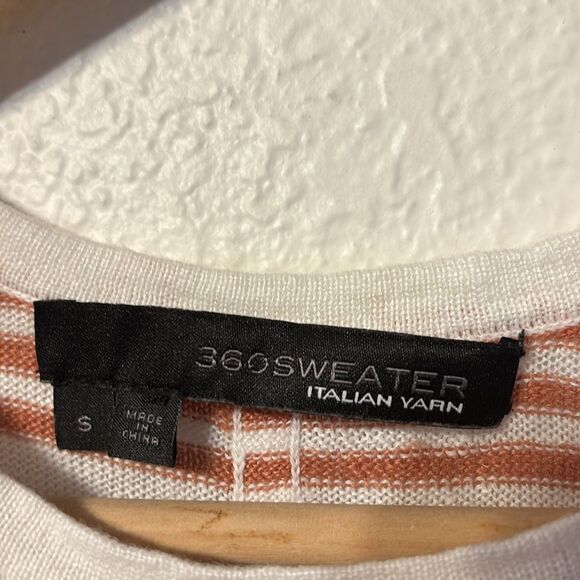 360SWEATER
ITALIAN YARN
S
MADE
IN
CHINA